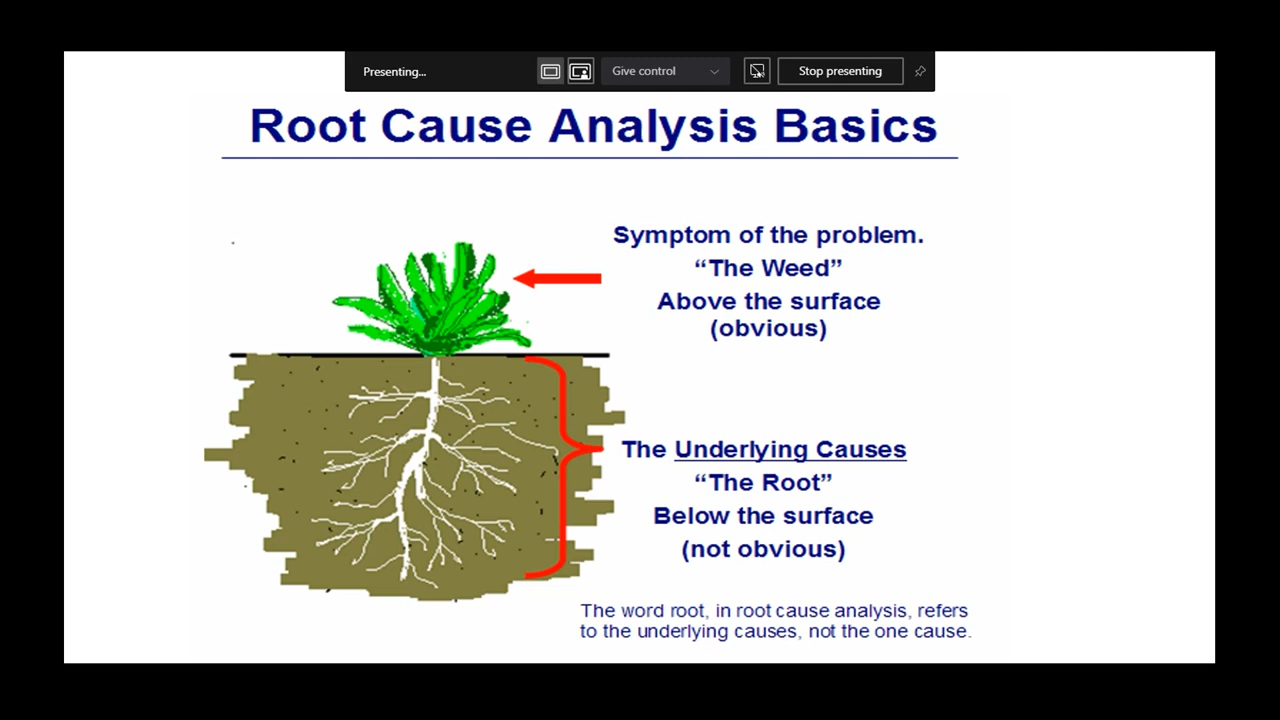 Presenting...
Give control
Stop presenting
Root Cause Analysis Basics
Symptom of the problem.
“The Weed”
Above the surface
(obvious)
The Underlying Causes
“The Root”
Below the surface
(not obvious)
The word root, in root cause analysis, refers
to the underlying causes, not the one cause.